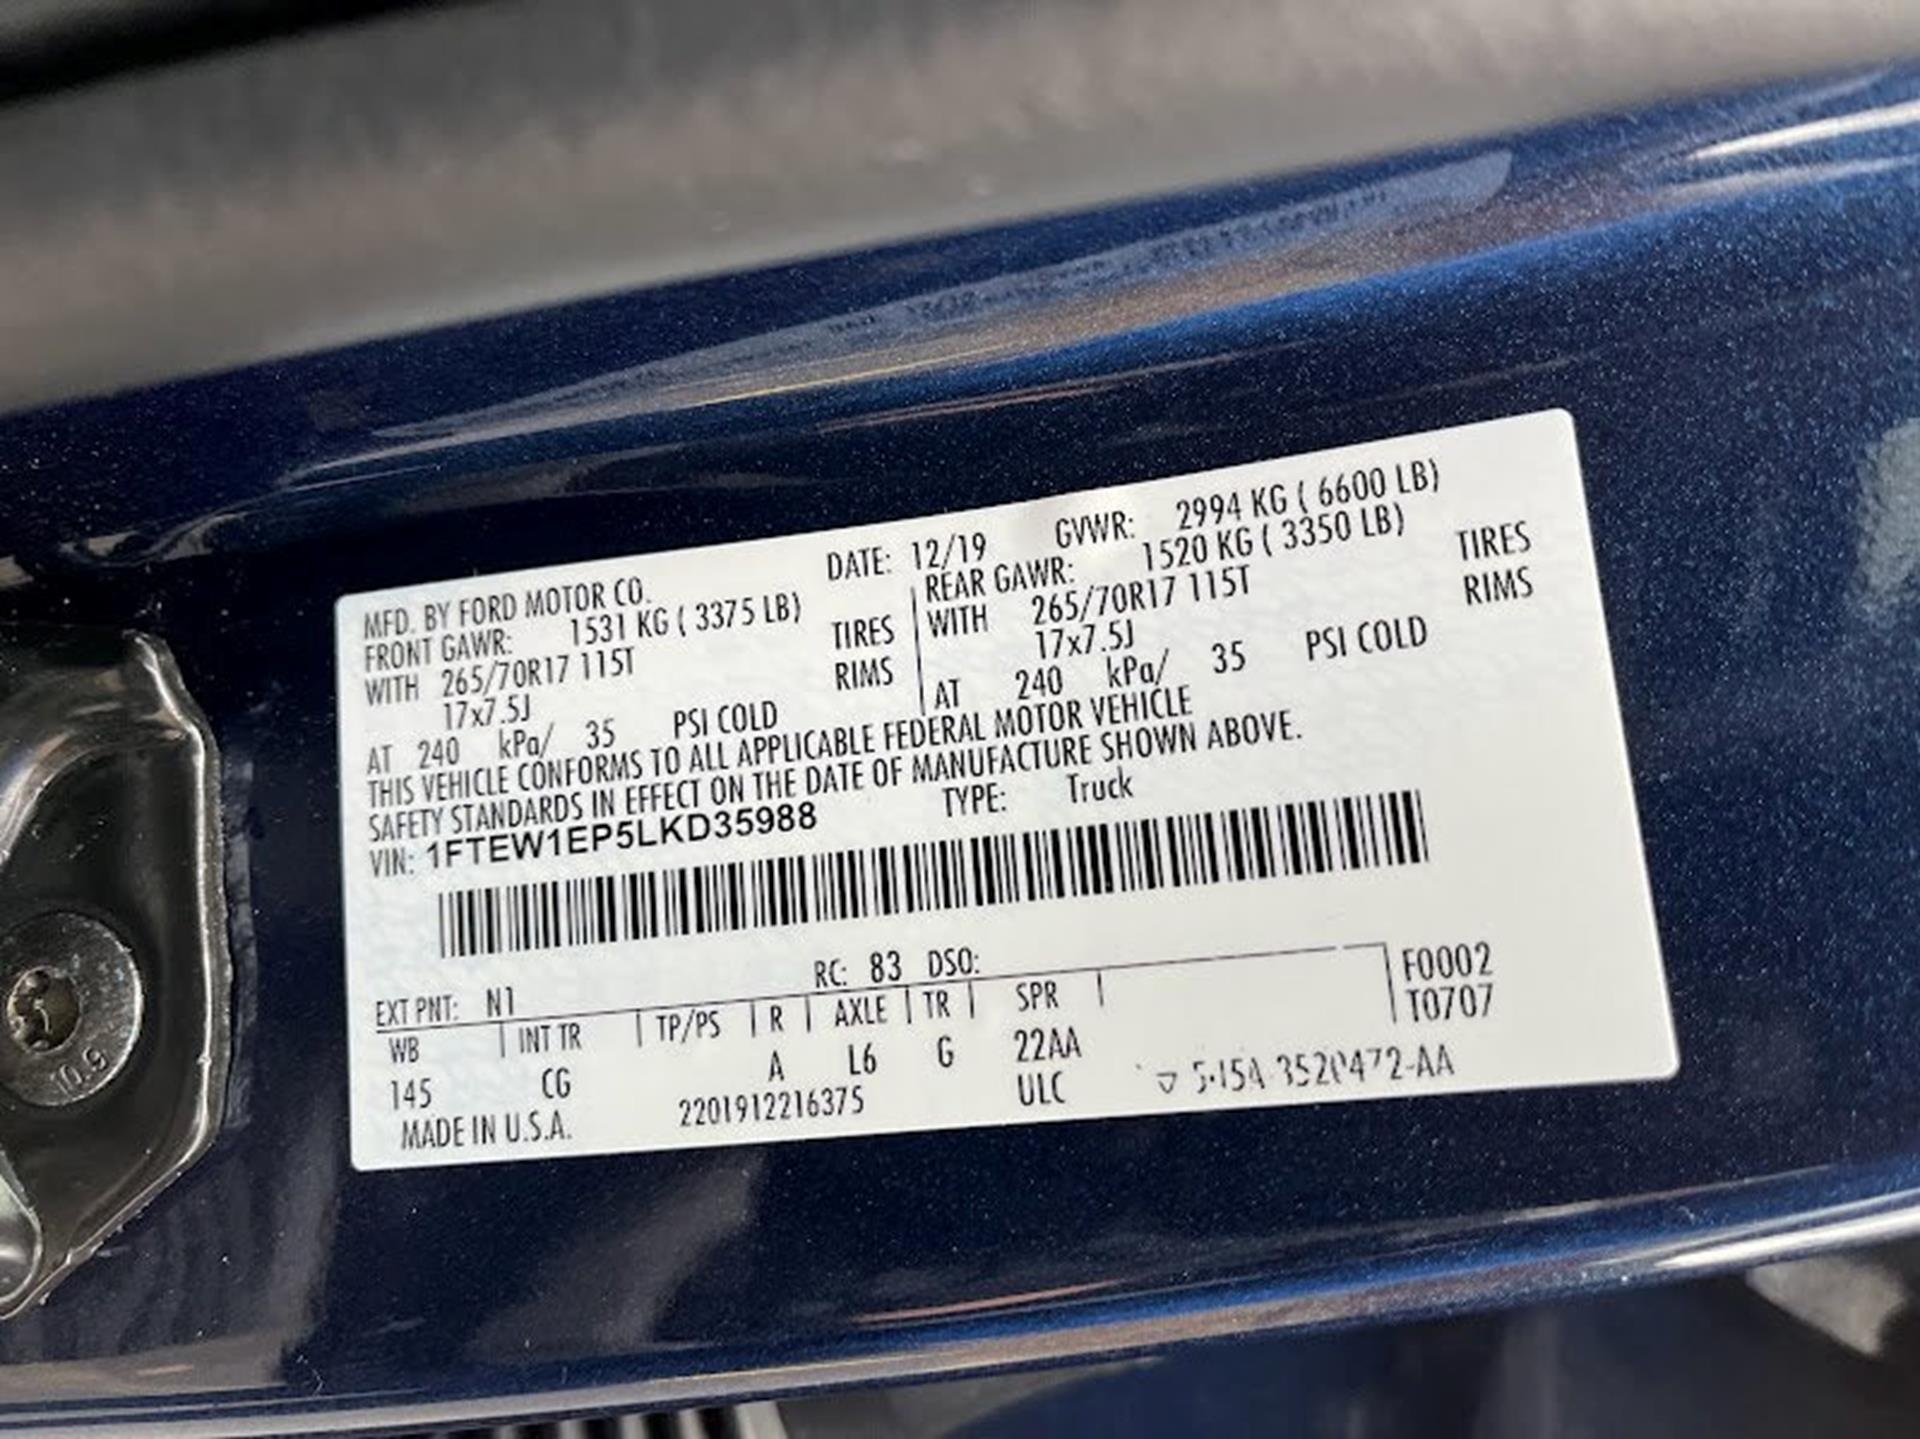 MFD. BY FORD MOTOR CO. DATE: 12/19 GVWR: 2994 KG ( 6600 LB)
FRONT GAWR: 1531 KG ( 3375 LB) REAR GAWR: 1520 KG ( 3350 LB)
WITH 265/70R17 115T TIRES WITH 265/70R17 115T TIRES
17x7.5J RIMS 17x7.5J RIMS
AT 240 kPa/ 35 PSI COLD AT 240 kPa/ 35 PSI COLD
THIS VEHICLE CONFORMS TO ALL APPLICABLE FEDERAL MOTOR VEHICLE
SAFETY STANDARDS IN EFFECT ON THE DATE OF MANUFACTURE SHOWN ABOVE.
VIN: 1FTEW1EP5LKD35988 TYPE: Truck
EXT PNT: N1 RC: 83 DSO: F0002
WB INT TR TP/PS R AXLE TR SPR T0707
145 CG A L6 G 22AA
MADE IN U.S.A. 2201912216375 ULC
10.9